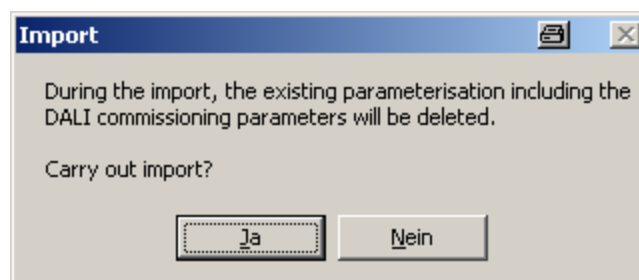 Import
During the import, the existing parameterisation including the
DALI commissioning parameters will be deleted.
Carry out import?
Ja
Nein